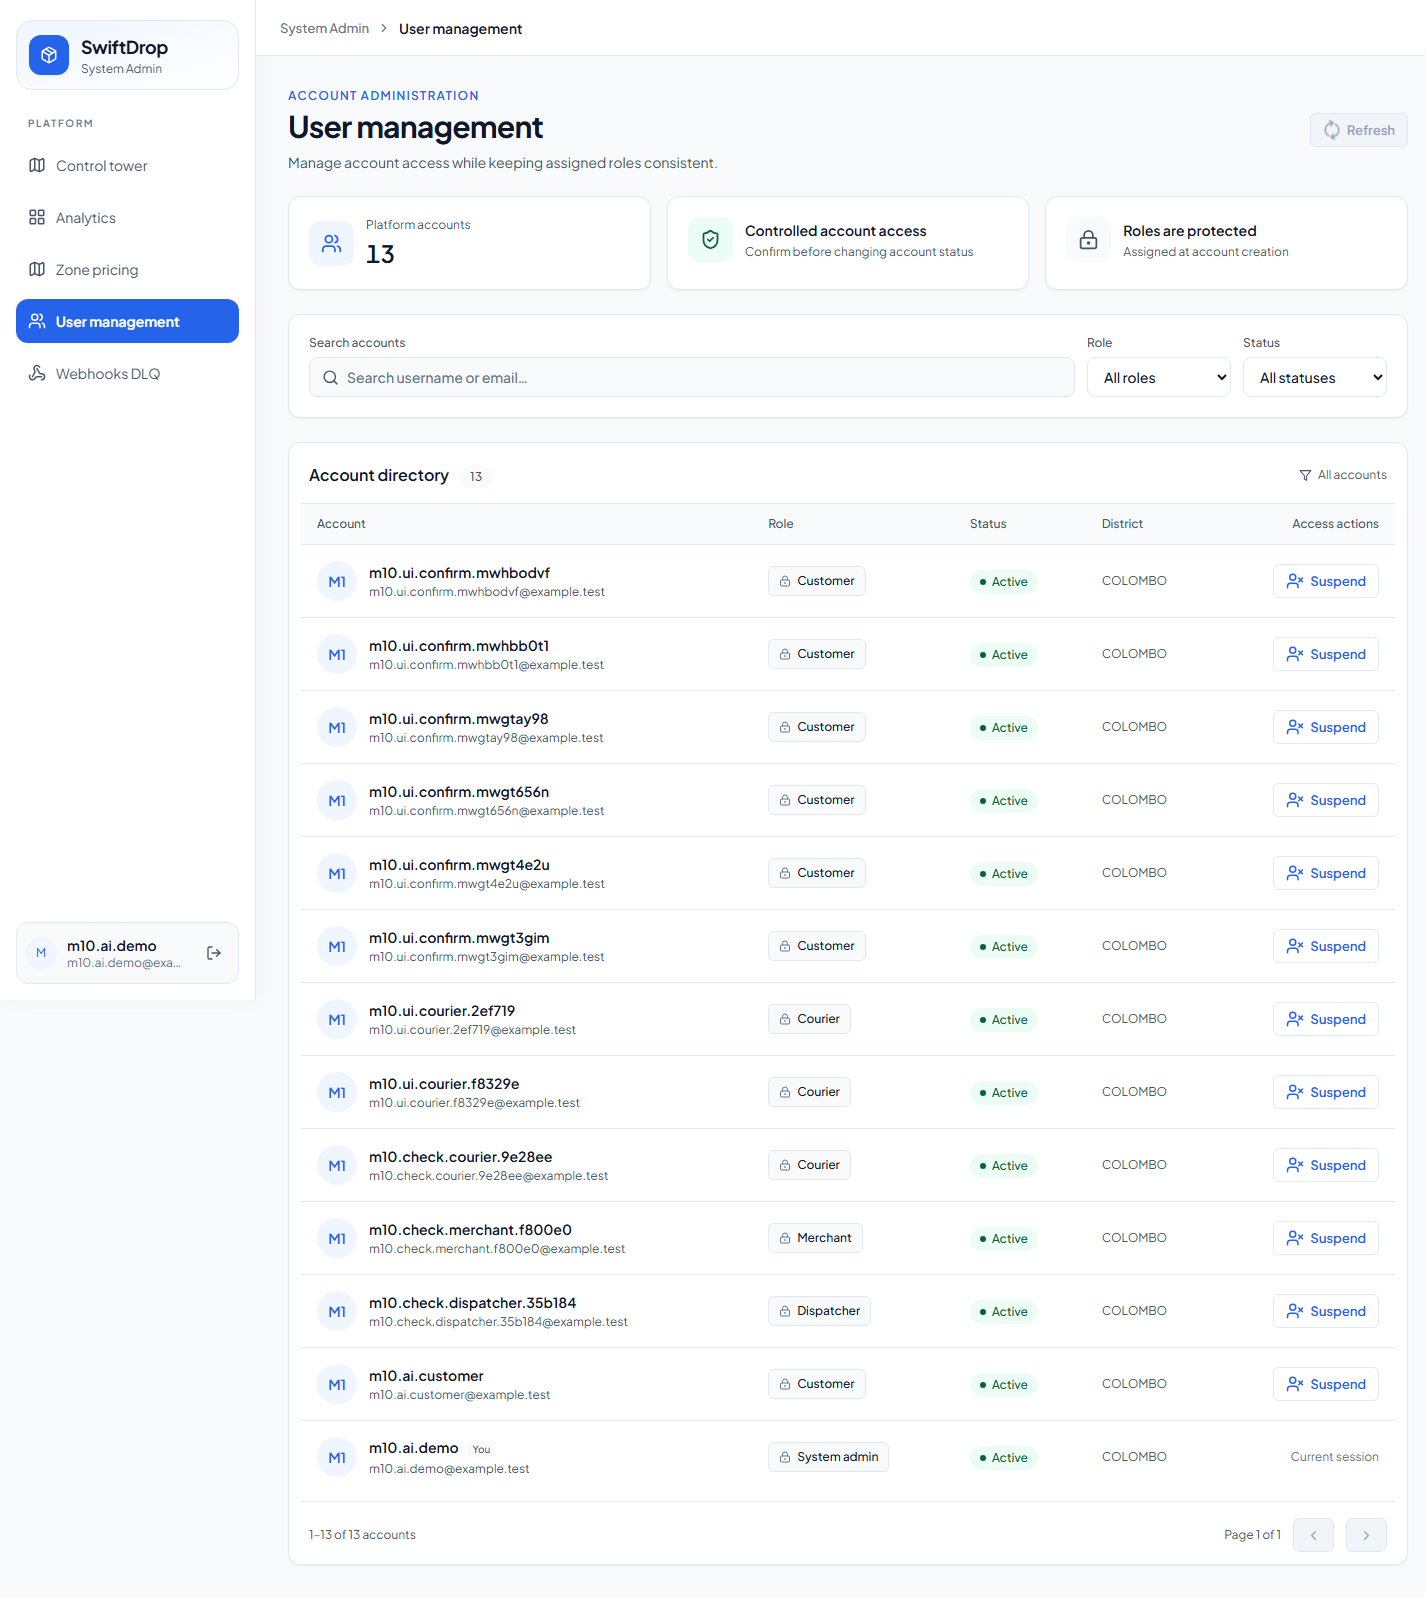 SwiftDrop
System Admin
PLATFORM
Control tower
Analytics
Zone pricing
User management
Webhooks DLQ
M
m10.ai.demo
m10.ai.demo@exa...
System Admin > User management
ACCOUNT ADMINISTRATION
User management
Manage account access while keeping assigned roles consistent.
Refresh
Platform accounts
13
Controlled account access
Confirm before changing account status
Roles are protected
Assigned at account creation
Search accounts
Search username or email...
Role
All roles
Status
All statuses
Account directory 13
All accounts
Account Role Status District Access actions
M1 m10.ui.confirm.mwhbodvf Customer Active COLOMBO Suspend
m10.ui.confirm.mwhbodvf@example.test
M1 m10.ui.confirm.mwhbb0t1 Customer Active COLOMBO Suspend
m10.ui.confirm.mwhbb0t1@example.test
M1 m10.ui.confirm.mwgtay98 Customer Active COLOMBO Suspend
m10.ui.confirm.mwgtay98@example.test
M1 m10.ui.confirm.mwgt656n Customer Active COLOMBO Suspend
m10.ui.confirm.mwgt656n@example.test
M1 m10.ui.confirm.mwgt4e2u Customer Active COLOMBO Suspend
m10.ui.confirm.mwgt4e2u@example.test
M1 m10.ui.confirm.mwgt3gim Customer Active COLOMBO Suspend
m10.ui.confirm.mwgt3gim@example.test
M1 m10.ui.courier.2ef719 Courier Active COLOMBO Suspend
m10.ui.courier.2ef719@example.test
M1 m10.ui.courier.f8329e Courier Active COLOMBO Suspend
m10.ui.courier.f8329e@example.test
M1 m10.check.courier.9e28ee Courier Active COLOMBO Suspend
m10.check.courier.9e28ee@example.test
M1 m10.check.merchant.f800e0 Merchant Active COLOMBO Suspend
m10.check.merchant.f800e0@example.test
M1 m10.check.dispatcher.35b184 Dispatcher Active COLOMBO Suspend
m10.check.dispatcher.35b184@example.test
M1 m10.ai.customer Customer Active COLOMBO Suspend
m10.ai.customer@example.test
M1 m10.ai.demo You System admin Active COLOMBO Current session
m10.ai.demo@example.test
1–13 of 13 accounts
Page 1 of 1